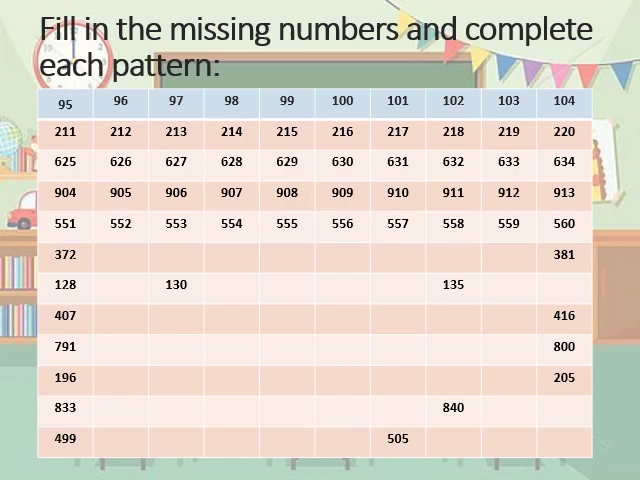 Fill in the missing numbers and complete
each pattern:
95 96 97 98 99 100 101 102 103 104
211 212 213 214 215 216 217 218 219 220
625 626 627 628 629 630 631 632 633 634
904 905 906 907 908 909 910 911 912 913
551 552 553 554 555 556 557 558 559 560
372 381
128 130 135
407 416
791 800
196 205
833 840
499 505